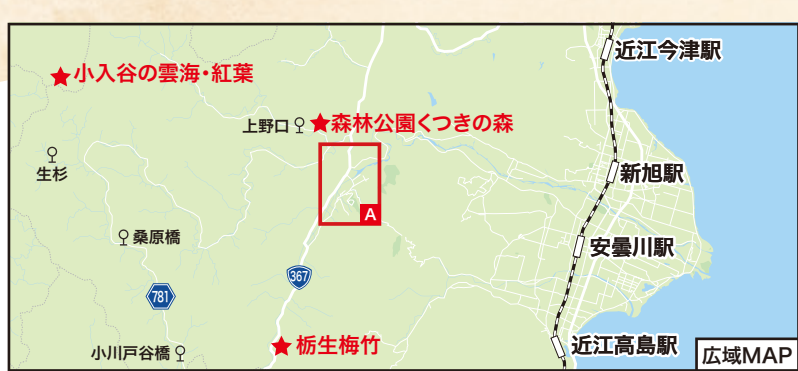 近江今津駅
小入谷の雲海・紅葉
上野口
森林公園くつきの森
生杉
新旭駅
A
桑原橋
安曇川駅
367
781
小川戸谷橋
栃生梅竹
近江高島駅
広域MAP